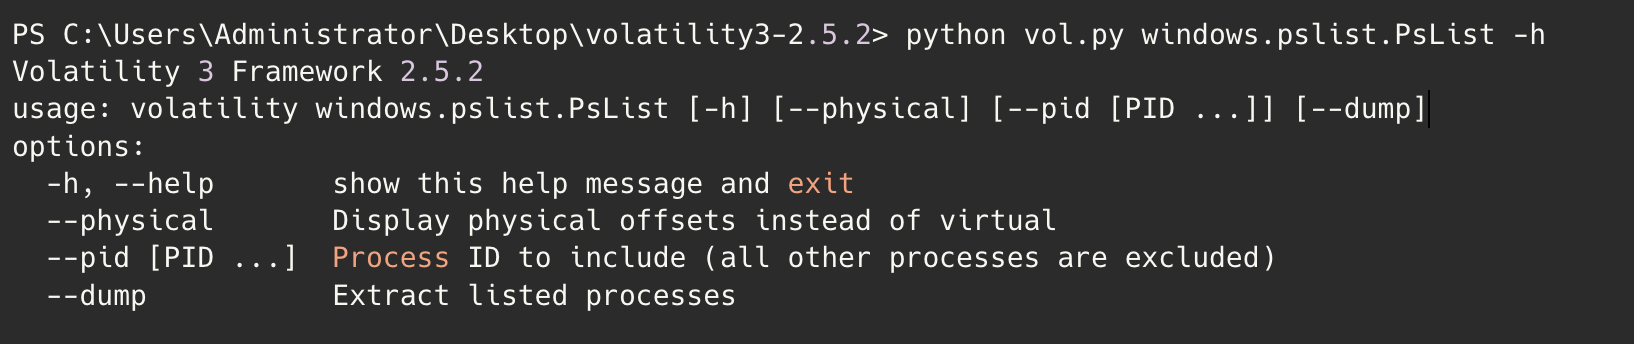 PS C:\Users\Administrator\Desktop\volatility3-2.5.2> python vol.py windows.pslist.PsList -h
Volatility 3 Framework 2.5.2
usage: volatility windows.pslist.PsList [-h] [--physical] [--pid [PID ...]] [--dump]
options:
  -h, --help       show this help message and exit
  --physical       Display physical offsets instead of virtual
  --pid [PID ...]  Process ID to include (all other processes are excluded)
  --dump           Extract listed processes